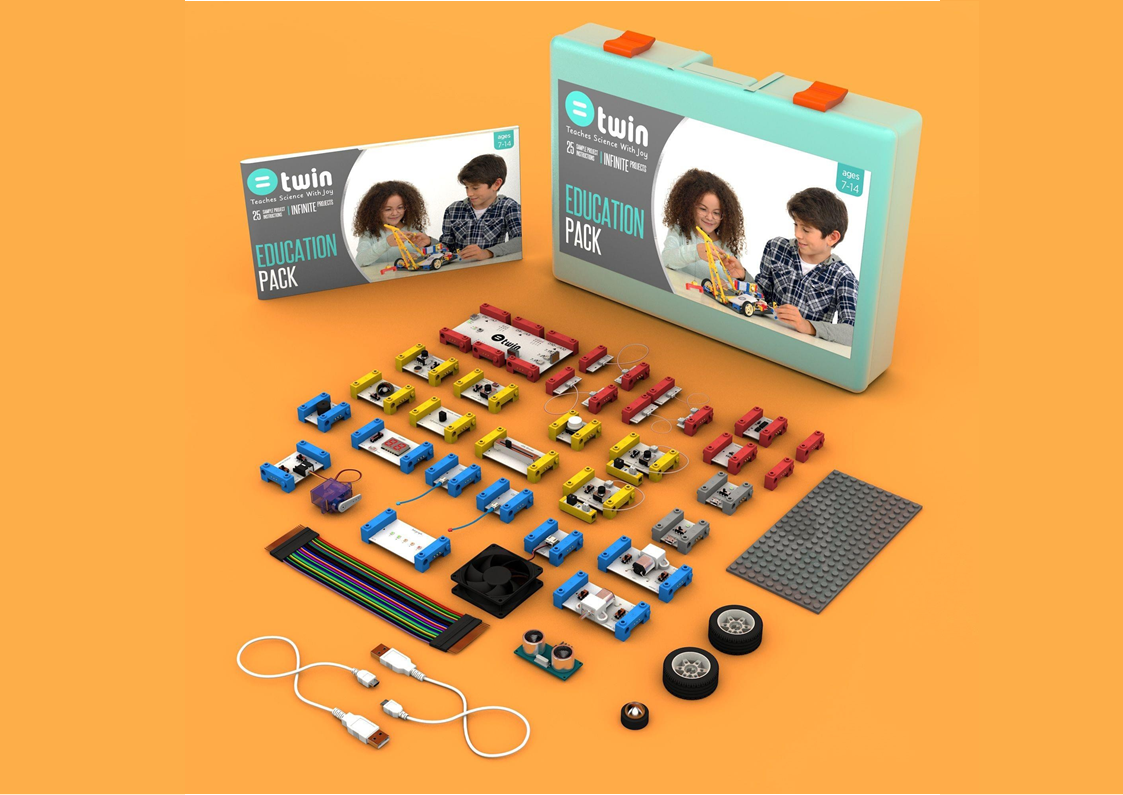 = twin
Teaches Science With Joy
25 SAMPLE PROJECT INSTRUCTIONS | INFINITE PROJECTS
EDUCATION
PACK
ages
7-14
= twin
Teaches Science With Joy
25 SAMPLE PROJECT INSTRUCTIONS | INFINITE PROJECTS
EDUCATION
PACK
ages
7-14
twin